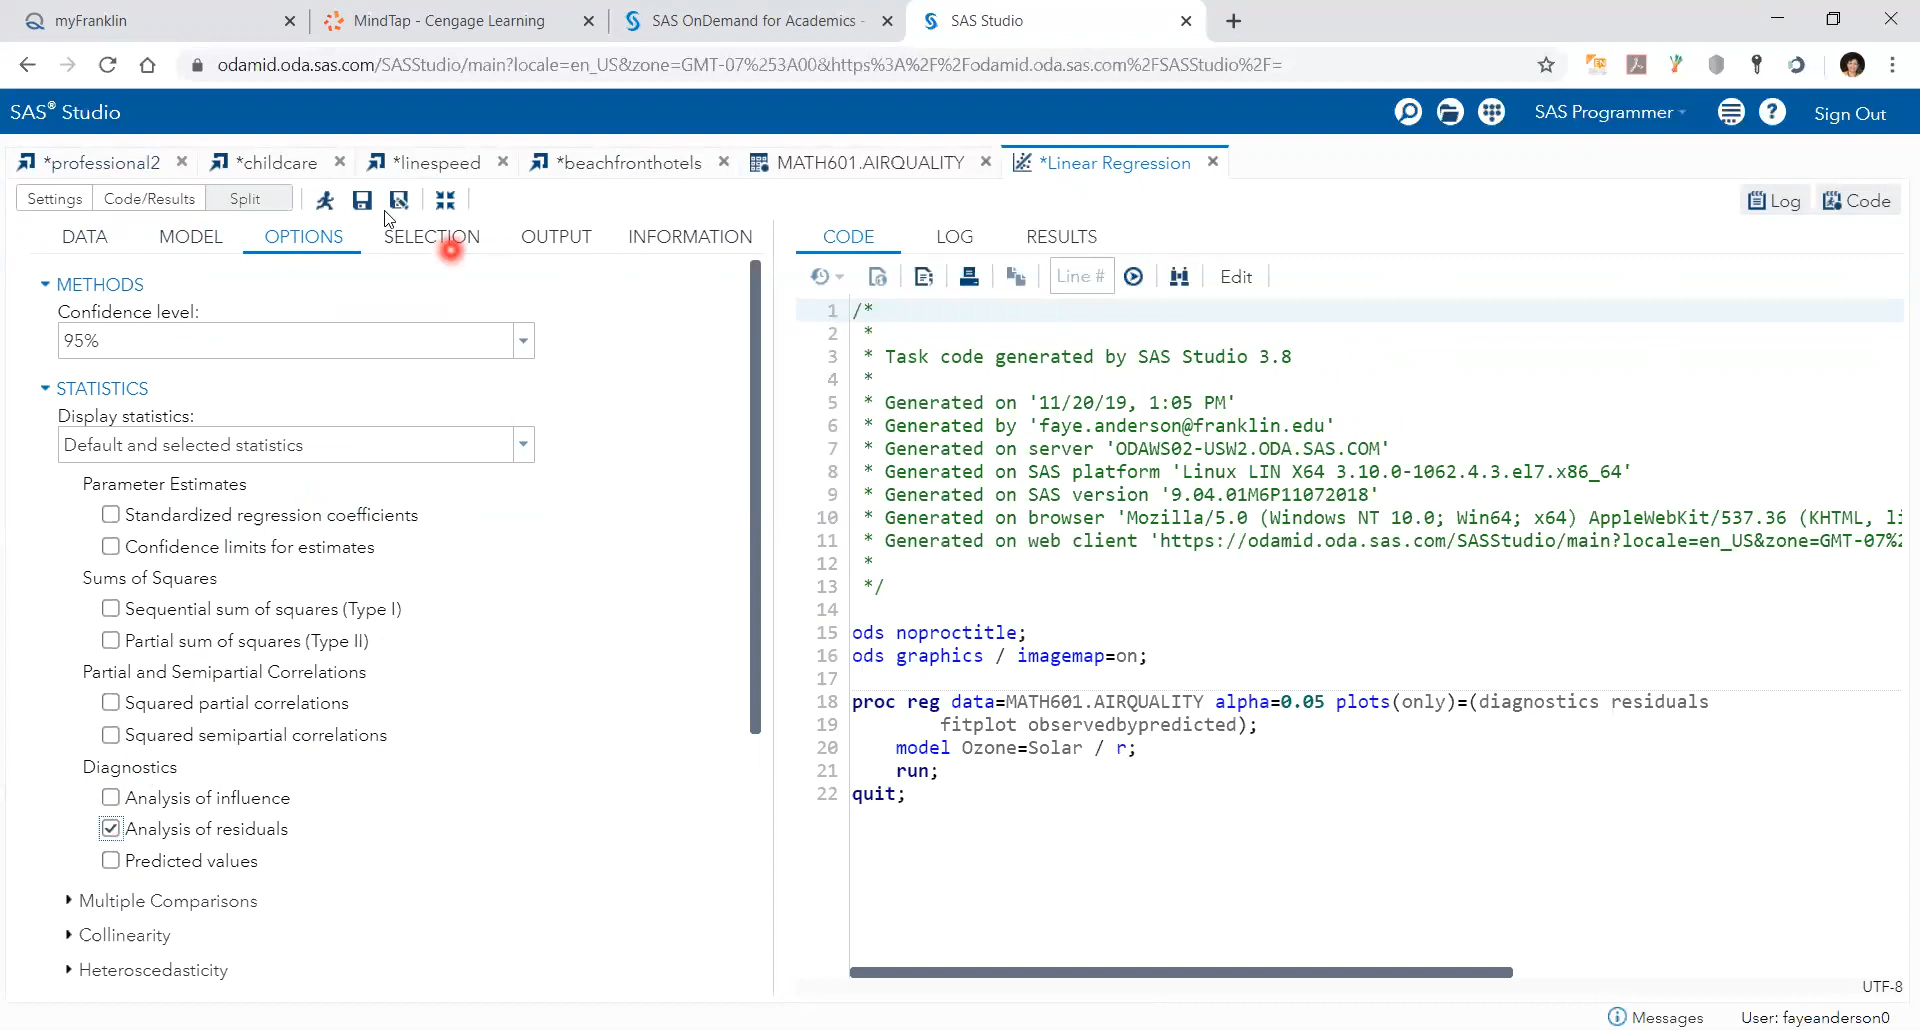 myFranklin
MindTap - Cengage Learning
SAS OnDemand for Academics -
SAS Studio
odamid.oda.sas.com/SASStudio/main?locale=en_US&zone=GMT-07%253A00&https%3A%2F%2Fodamid.oda.sas.com%2FSASStudio%2F=
SAS® Studio
SAS Programmer
Sign Out
*professional2
*childcare
*linespeed
*beachfronthotels
MATH601.AIRQUALITY
*Linear Regression
Settings
Code/Results
Split
Log
Code
DATA
MODEL
OPTIONS
SELECTION
OUTPUT
INFORMATION
METHODS
Confidence level:
95%
STATISTICS
Display statistics:
Default and selected statistics
Parameter Estimates
Standardized regression coefficients
Confidence limits for estimates
Sums of Squares
Sequential sum of squares (Type I)
Partial sum of squares (Type II)
Partial and Semipartial Correlations
Squared partial correlations
Squared semipartial correlations
Diagnostics
Analysis of influence
Analysis of residuals
Predicted values
Multiple Comparisons
Collinearity
Heteroscedasticity
CODE
LOG
RESULTS
Line #
Edit
1 /*
2 *
3 * Task code generated by SAS Studio 3.8
4 *
5 * Generated on '11/20/19, 1:05 PM'
6 * Generated by 'faye.anderson@franklin.edu'
7 * Generated on server 'ODAWS02-USW2.ODA.SAS.COM'
8 * Generated on SAS platform 'Linux LIN X64 3.10.0-1062.4.3.el7.x86_64'
9 * Generated on SAS version '9.04.01M6P11072018'
10 * Generated on browser 'Mozilla/5.0 (Windows NT 10.0; Win64; x64) AppleWebKit/537.36 (KHTML, li
11 * Generated on web client 'https://odamid.oda.sas.com/SASStudio/main?locale=en_US&zone=GMT-07%2
12 *
13 */
14
15 ods noproctitle;
16 ods graphics / imagemap=on;
17
18 proc reg data=MATH601.AIRQUALITY alpha=0.05 plots(only)=(diagnostics residuals
19 fitplot observedbypredicted);
20 model Ozone=Solar / r;
21 run;
22 quit;
UTF-8
Messages
User: fayeanderson0